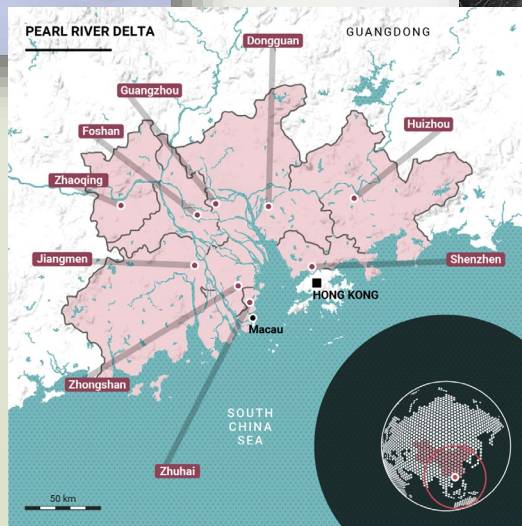 PEARL RIVER DELTA
GUANGDONG
Dongguan
Guangzhou
Foshan
Huizhou
Zhaoqing
Jiangmen
Shenzhen
HONG KONG
Macau
Zhongshan
SOUTH
CHINA
SEA
Zhuhai
50 km